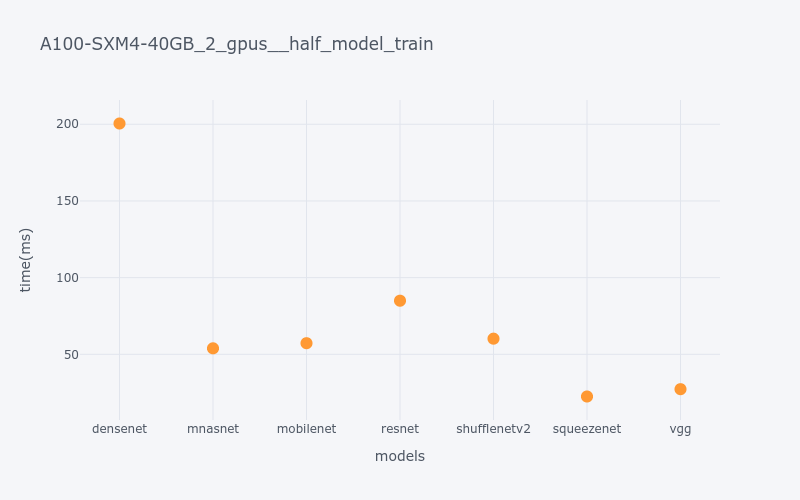 A100-SXM4-40GB_2_gpus__half_model_train
time(ms)
200
150
100
50
densenet mnasnet mobilenet resnet shufflenetv2 squeezenet vgg
models